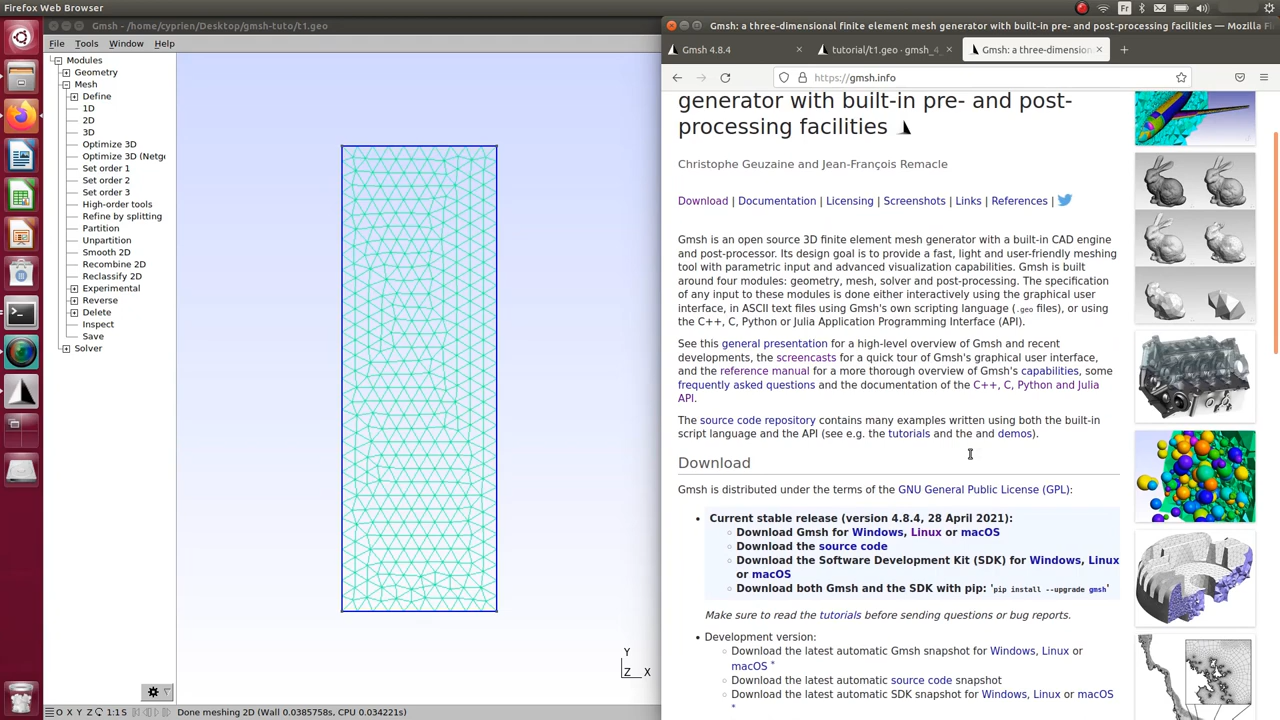 Firefox Web Browser
Fr
Gmsh - /home/cyprien/Desktop/gmsh-tuto/t1.geo
File Tools Window Help
Modules
Geometry
Mesh
Define
1D
2D
3D
Optimize 3D
Optimize 3D (Netge
Set order 1
Set order 2
Set order 3
High-order tools
Refine by splitting
Partition
Unpartition
Smooth 2D
Recombine 2D
Reclassify 2D
Experimental
Reverse
Delete
Inspect
Save
Solver
Y
Z X
O X Y Z 1:1 S Done meshing 2D (Wall 0.0385758s, CPU 0.034221s)
Gmsh: a three-dimensional finite element mesh generator with built-in pre- and post-processing facilities — Mozilla Fi
Gmsh 4.8.4
tutorial/t1.geo · gmsh_4
Gmsh: a three-dimension
https://gmsh.info
generator with built-in pre- and post-
processing facilities
Christophe Geuzaine and Jean-François Remacle
Download | Documentation | Licensing | Screenshots | Links | References |
Gmsh is an open source 3D finite element mesh generator with a built-in CAD engine
and post-processor. Its design goal is to provide a fast, light and user-friendly meshing
tool with parametric input and advanced visualization capabilities. Gmsh is built
around four modules: geometry, mesh, solver and post-processing. The specification
of any input to these modules is done either interactively using the graphical user
interface, in ASCII text files using Gmsh's own scripting language (.geo files), or using
the C++, C, Python or Julia Application Programming Interface (API).
See this general presentation for a high-level overview of Gmsh and recent
developments, the screencasts for a quick tour of Gmsh's graphical user interface,
and the reference manual for a more thorough overview of Gmsh's capabilities, some
frequently asked questions and the documentation of the C++, C, Python and Julia
API.
The source code repository contains many examples written using both the built-in
script language and the API (see e.g. the tutorials and the and demos).
Download
Gmsh is distributed under the terms of the GNU General Public License (GPL):
• Current stable release (version 4.8.4, 28 April 2021):
◦ Download Gmsh for Windows, Linux or macOS
◦ Download the source code
◦ Download the Software Development Kit (SDK) for Windows, Linux
or macOS
◦ Download both Gmsh and the SDK with pip: 'pip install --upgrade gmsh'
Make sure to read the tutorials before sending questions or bug reports.
• Development version:
◦ Download the latest automatic Gmsh snapshot for Windows, Linux or
macOS *
◦ Download the latest automatic source code snapshot
◦ Download the latest automatic SDK snapshot for Windows, Linux or macOS
*